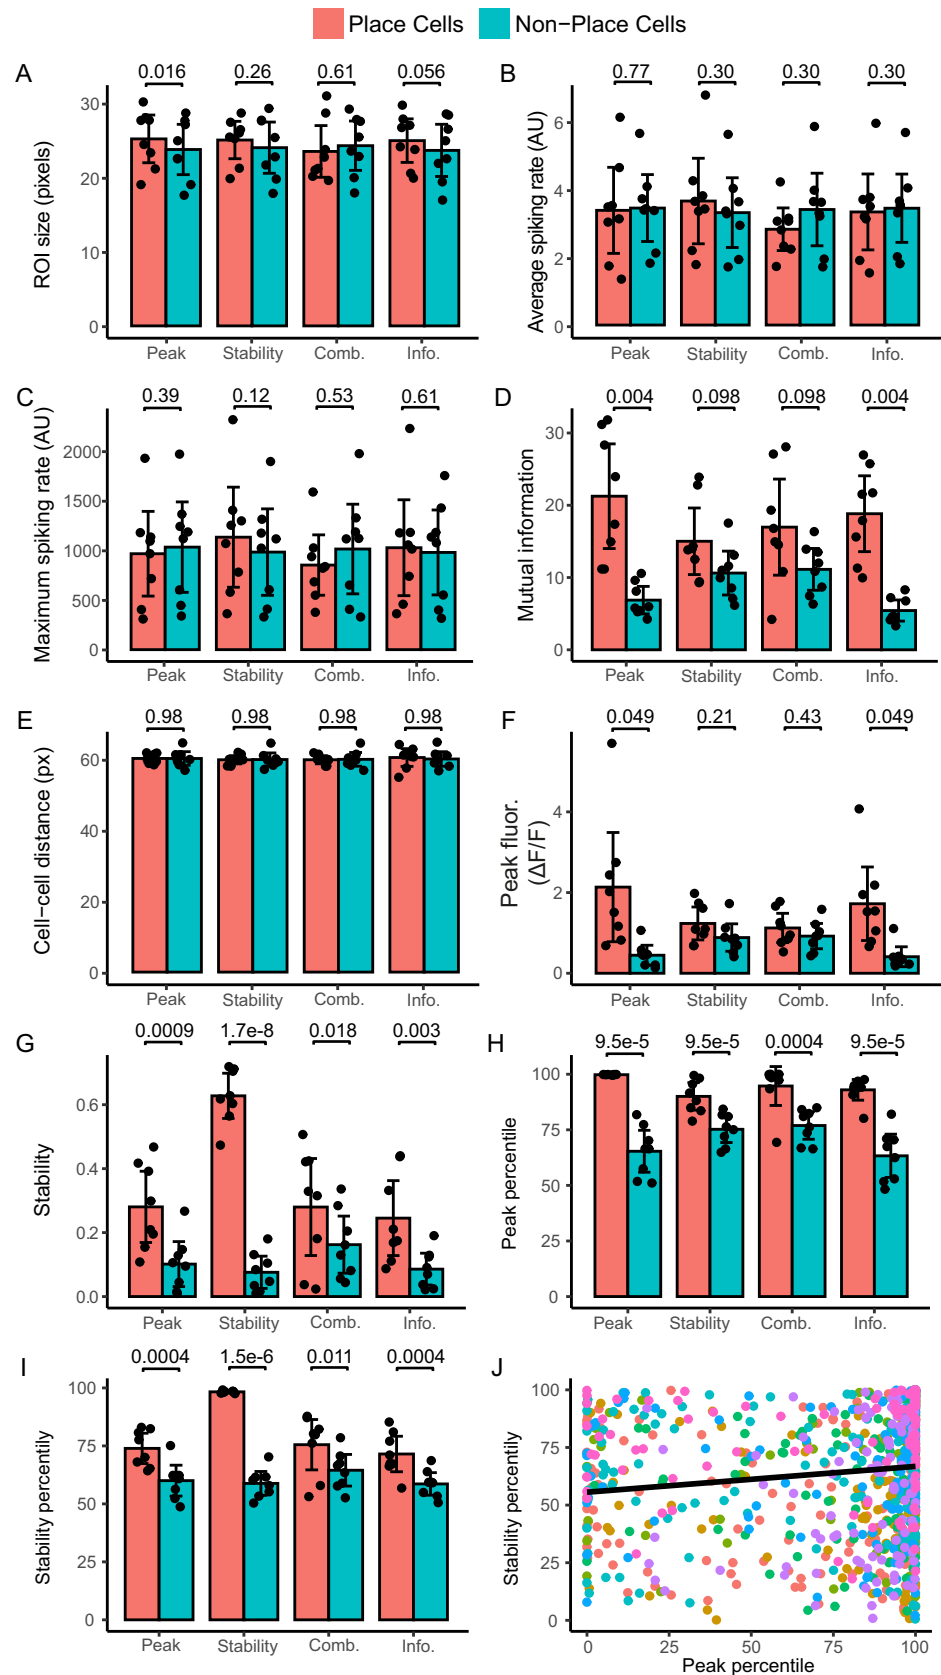 Place Cells Non−Place Cells
A
0.016 0.26 0.61 0.056
ROI size (pixels)
30
20
10
0
Peak Stability Comb. Info.
B
0.77 0.30 0.30 0.30
Average spiking rate (AU)
6
4
2
0
Peak Stability Comb. Info.
C
0.39 0.12 0.53 0.61
Maximum spiking rate (AU)
2000
1500
1000
500
0
Peak Stability Comb. Info.
D
0.004 0.098 0.098 0.004
Mutual information
30
20
10
0
Peak Stability Comb. Info.
E
0.98 0.98 0.98 0.98
Cell−cell distance (px)
60
40
20
0
Peak Stability Comb. Info.
F
0.049 0.21 0.43 0.049
Peak fluor.
(ΔF/F)
4
2
0
Peak Stability Comb. Info.
G
0.0009 1.7e-8 0.018 0.003
Stability
0.6
0.4
0.2
0.0
Peak Stability Comb. Info.
H
9.5e-5 9.5e-5 0.0004 9.5e-5
Peak percentile
100
75
50
25
0
Peak Stability Comb. Info.
I
0.0004 1.5e-6 0.011 0.0004
Stability percentily
100
75
50
25
0
Peak Stability Comb. Info.
J
Stability percentily
100
75
50
25
0
0 25 50 75 100
Peak percentile